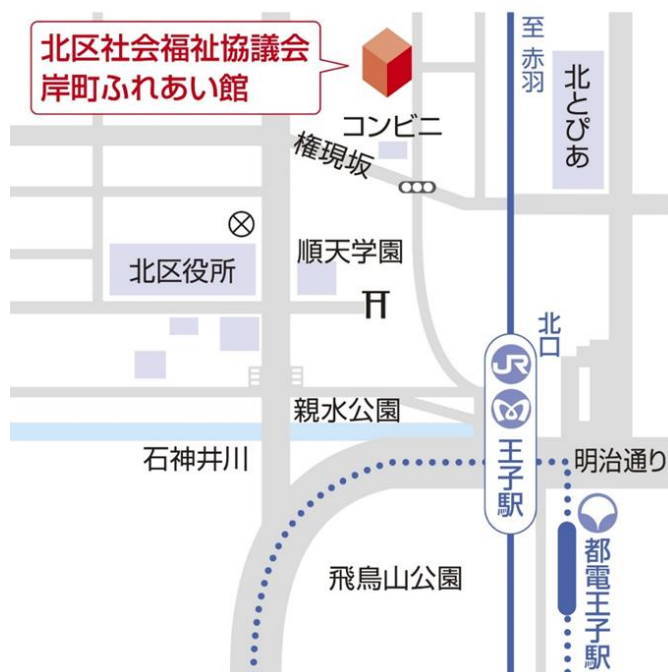 北区社会福祉協議会
岸町ふれあい館
至 赤羽
北とぴあ
コンビニ
権現坂
順天学園
北区役所
北口
JR
親水公園
王子駅
石神井川
明治通り
飛鳥山公園
都電王子駅